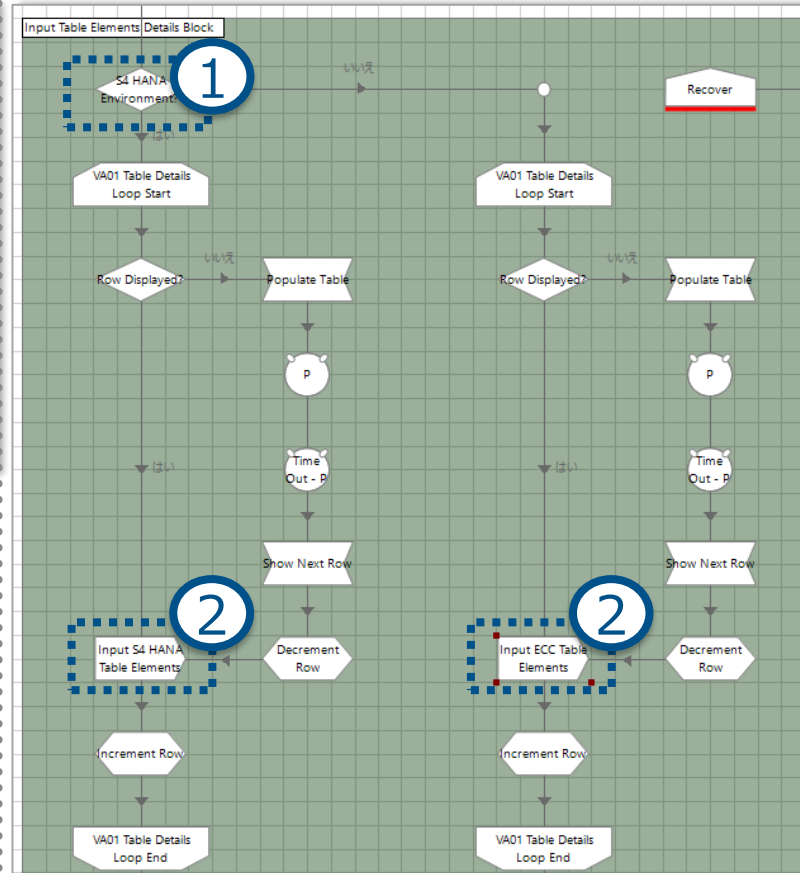 Input Table Elements Details Block
S4 HANA
Environment?
1
いいえ
Recover
はい
VA01 Table Details
Loop Start
VA01 Table Details
Loop Start
Row Displayed?
いいえ
Populate Table
Row Displayed?
いいえ
Populate Table
P
P
はい
Time
Out - P
はい
Time
Out - P
Show Next Row
Show Next Row
2
Input S4 HANA
Table Elements
Decrement
Row
2
Input ECC Table
Elements
Decrement
Row
Increment Row
Increment Row
VA01 Table Details
Loop End
VA01 Table Details
Loop End